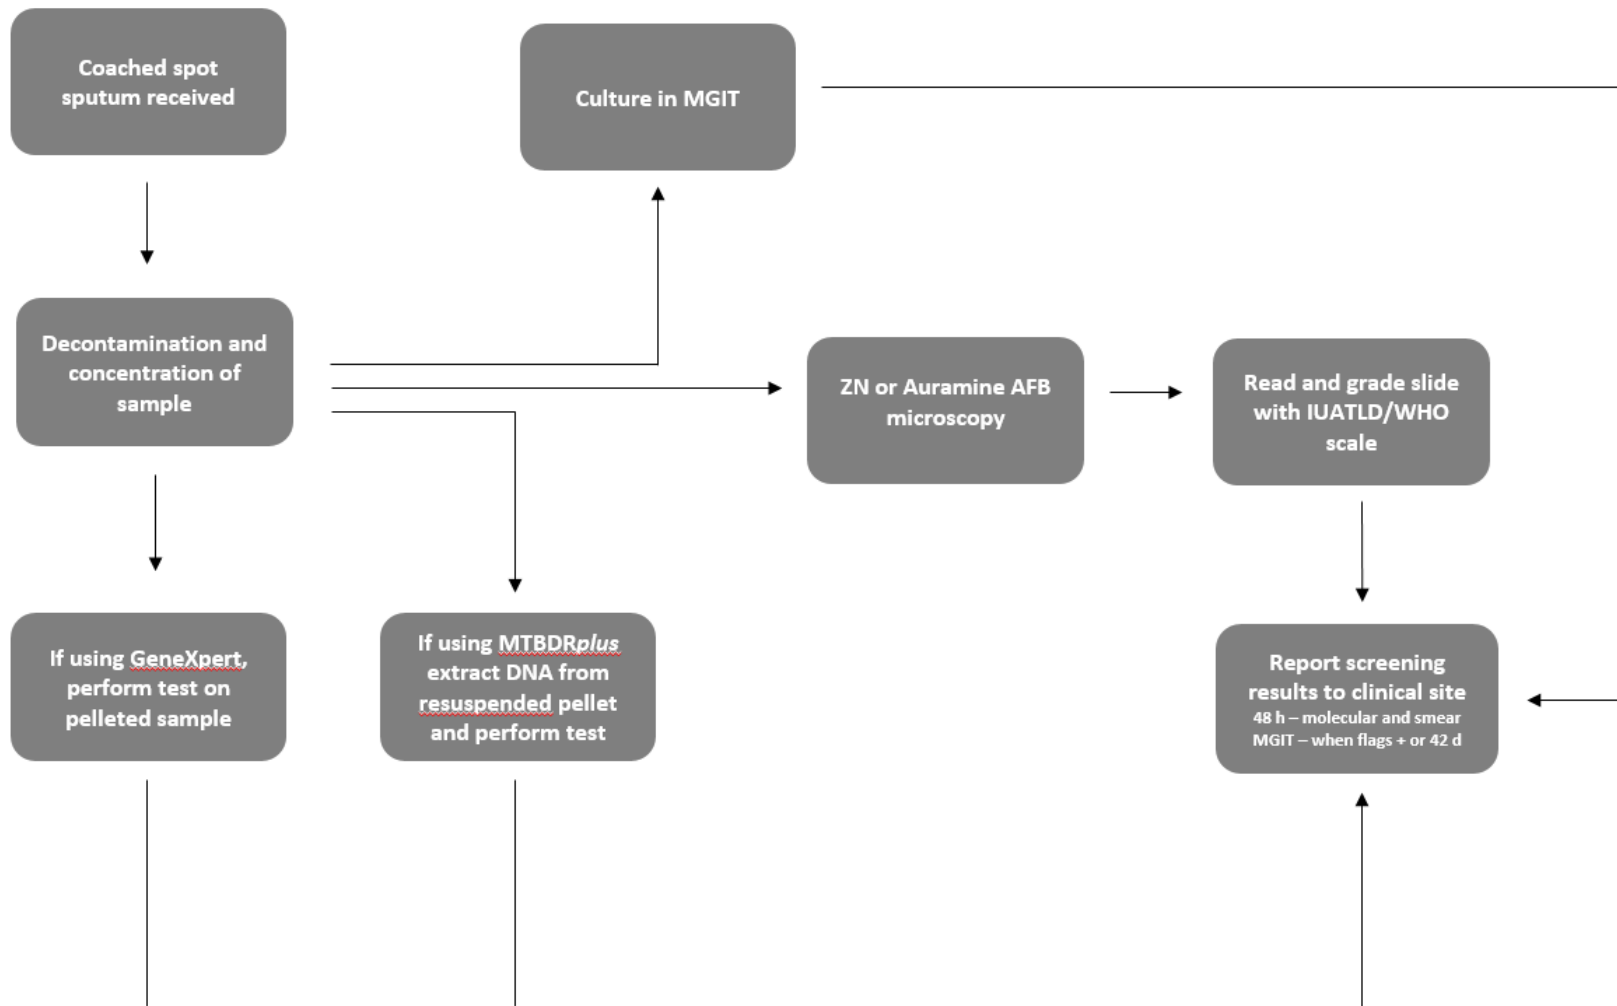 Coached spot
sputum received
Culture in MGIT
Decontamination and
concentration of
sample
ZN or Auramine AFB
microscopy
Read and grade slide
with IUATLD/WHO
scale
If using GeneXpert,
perform test on
pelleted sample
If using MTBDRplus
extract DNA from
resuspended pellet
and perform test
Report screening
results to clinical site
48 h – molecular and smear
MGIT – when flags + or 42 d